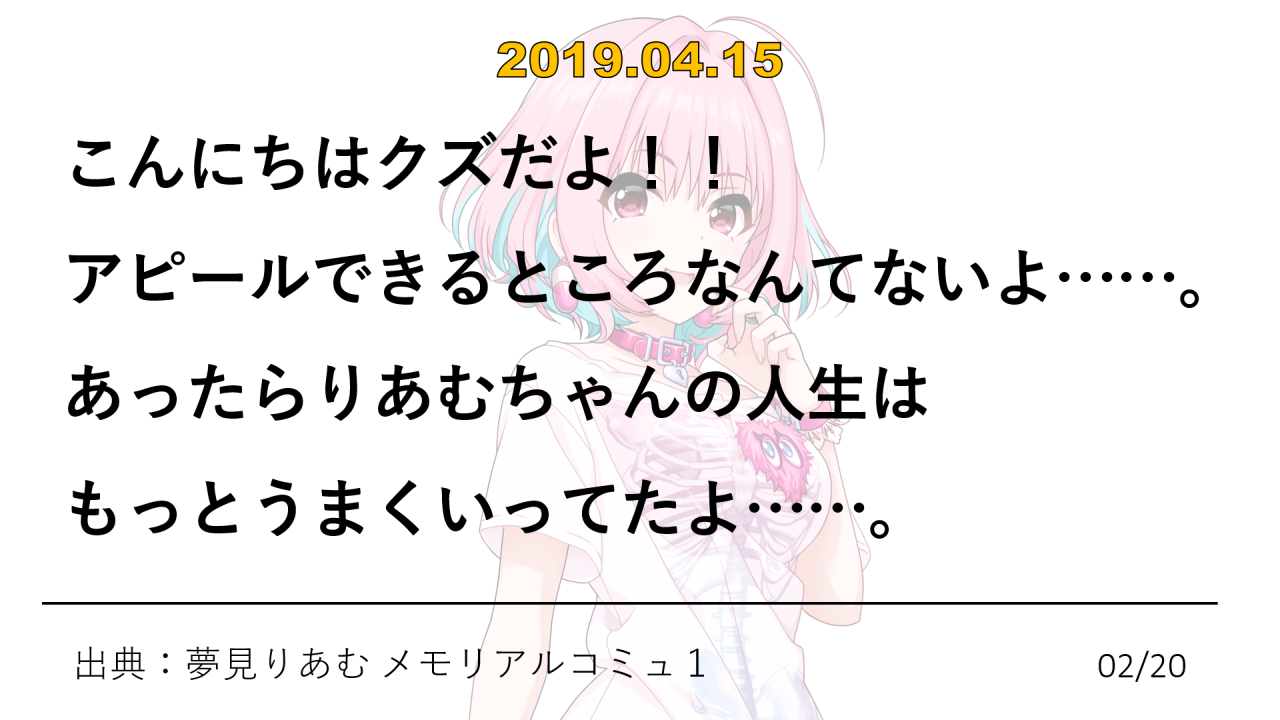 2019.04.15
こんにちはクズだよ！！
アピールできるところなんてないよ……。
あったらりあむちゃんの人生は
もっとうまくいってたよ……。
出典：夢見りあむ メモリアルコミュ１
02/20